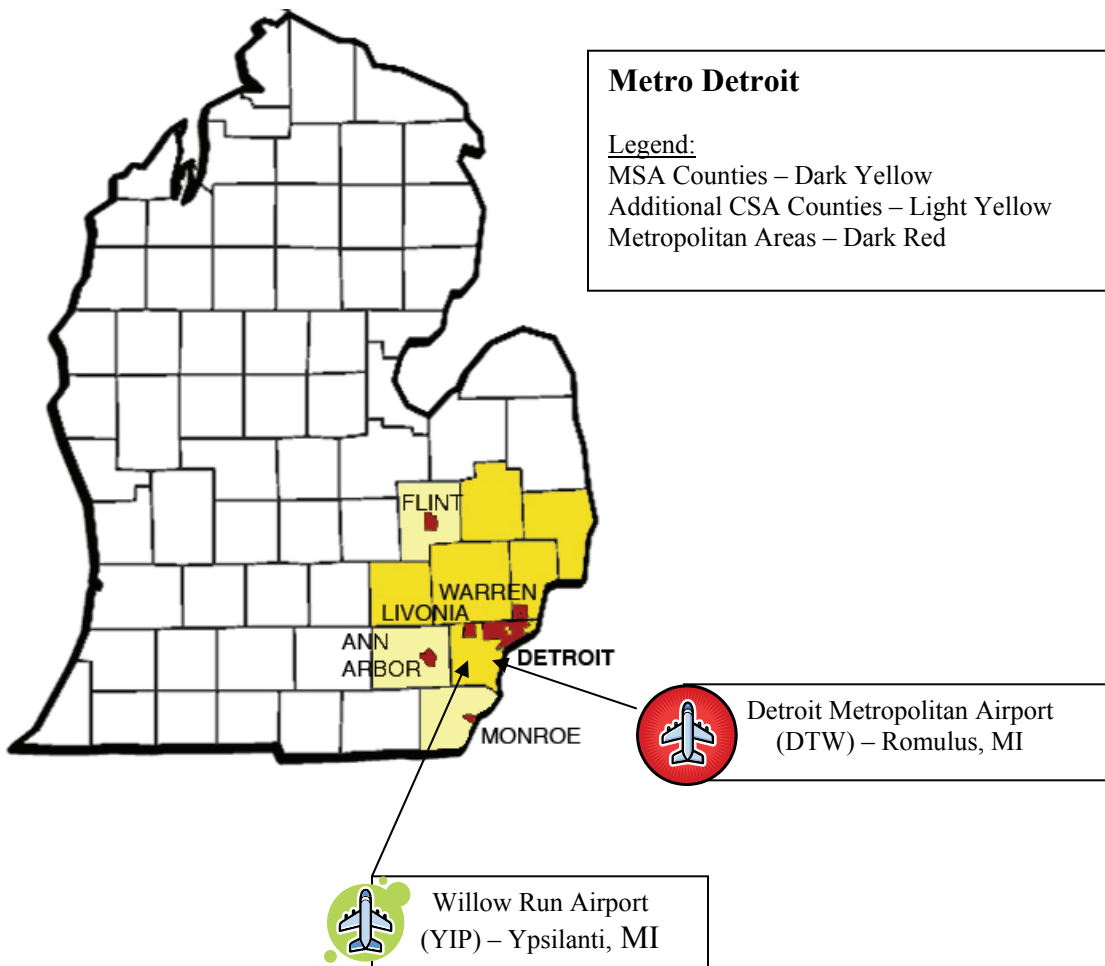 Metro Detroit
Legend:
MSA Counties – Dark Yellow
Additional CSA Counties – Light Yellow
Metropolitan Areas – Dark Red
FLINT
WARREN
LIVONIA
ANN
ARBOR
DETROIT
MONROE
Detroit Metropolitan Airport
(DTW) – Romulus, MI
Willow Run Airport
(YIP) – Ypsilanti, MI